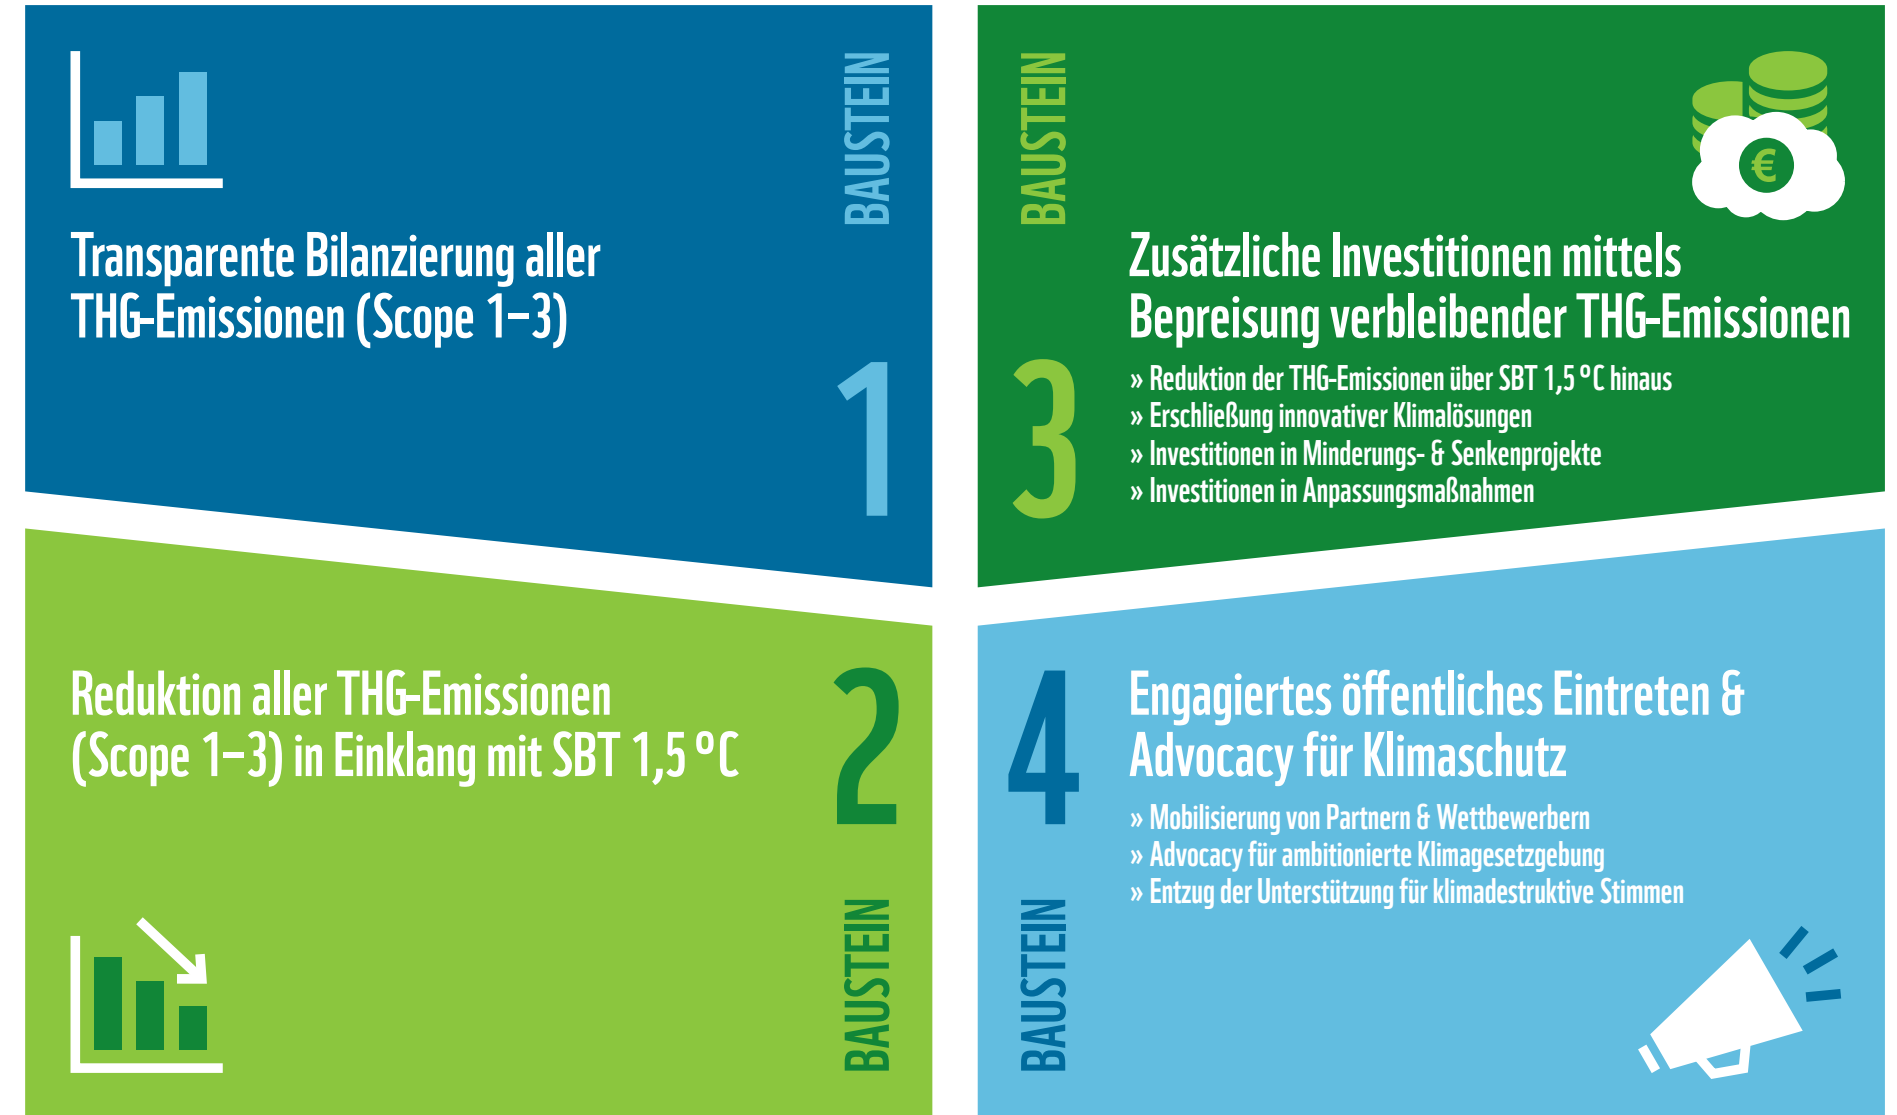 BAUSTEIN
1
Transparente Bilanzierung aller
THG-Emissionen (Scope 1–3)
BAUSTEIN
2
Reduktion aller THG-Emissionen
(Scope 1–3) in Einklang mit SBT 1,5 °C
BAUSTEIN
3
€
Zusätzliche Investitionen mittels
Bepreisung verbleibender THG-Emissionen
» Reduktion der THG-Emissionen über SBT 1,5 °C hinaus
» Erschließung innovativer Klimalösungen
» Investitionen in Minderungs- & Senkenprojekte
» Investitionen in Anpassungsmaßnahmen
BAUSTEIN
4
Engagiertes öffentliches Eintreten &
Advocacy für Klimaschutz
» Mobilisierung von Partnern & Wettbewerbern
» Advocacy für ambitionierte Klimagesetzgebung
» Entzug der Unterstützung für klimadestruktive Stimmen